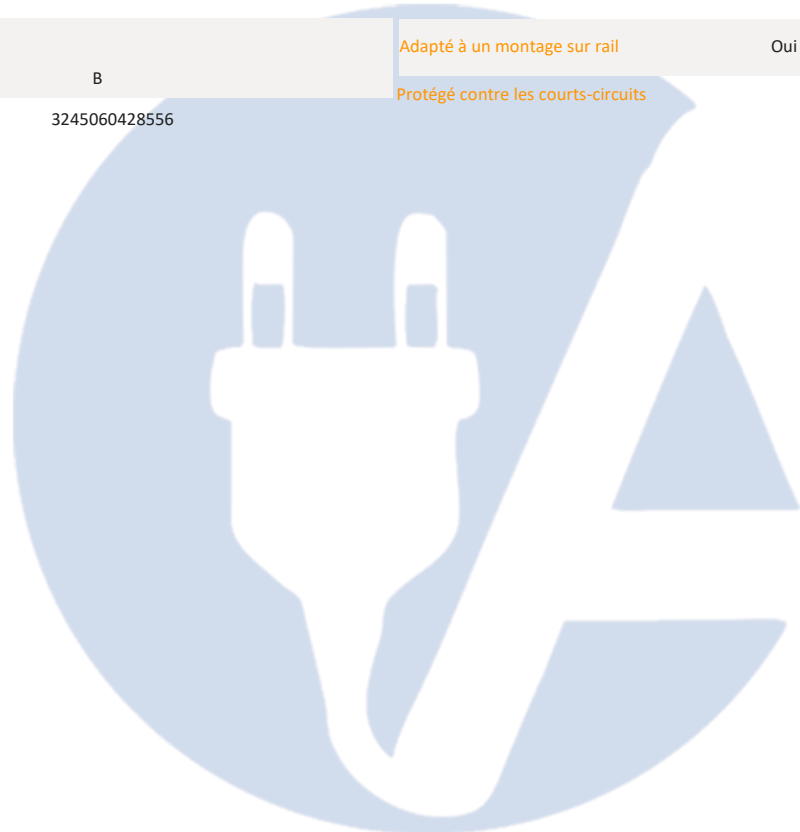 Adapté à un montage sur rail Oui
B
Protégé contre les courts-circuits
3245060428556